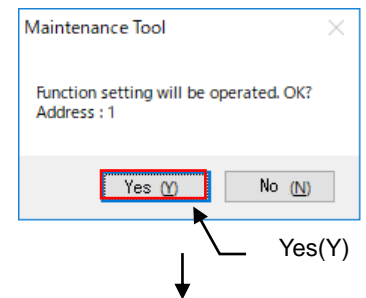 Maintenance Tool
Function setting will be operated. OK?
Address : 1
Yes (Y)
No (N)
Yes(Y)